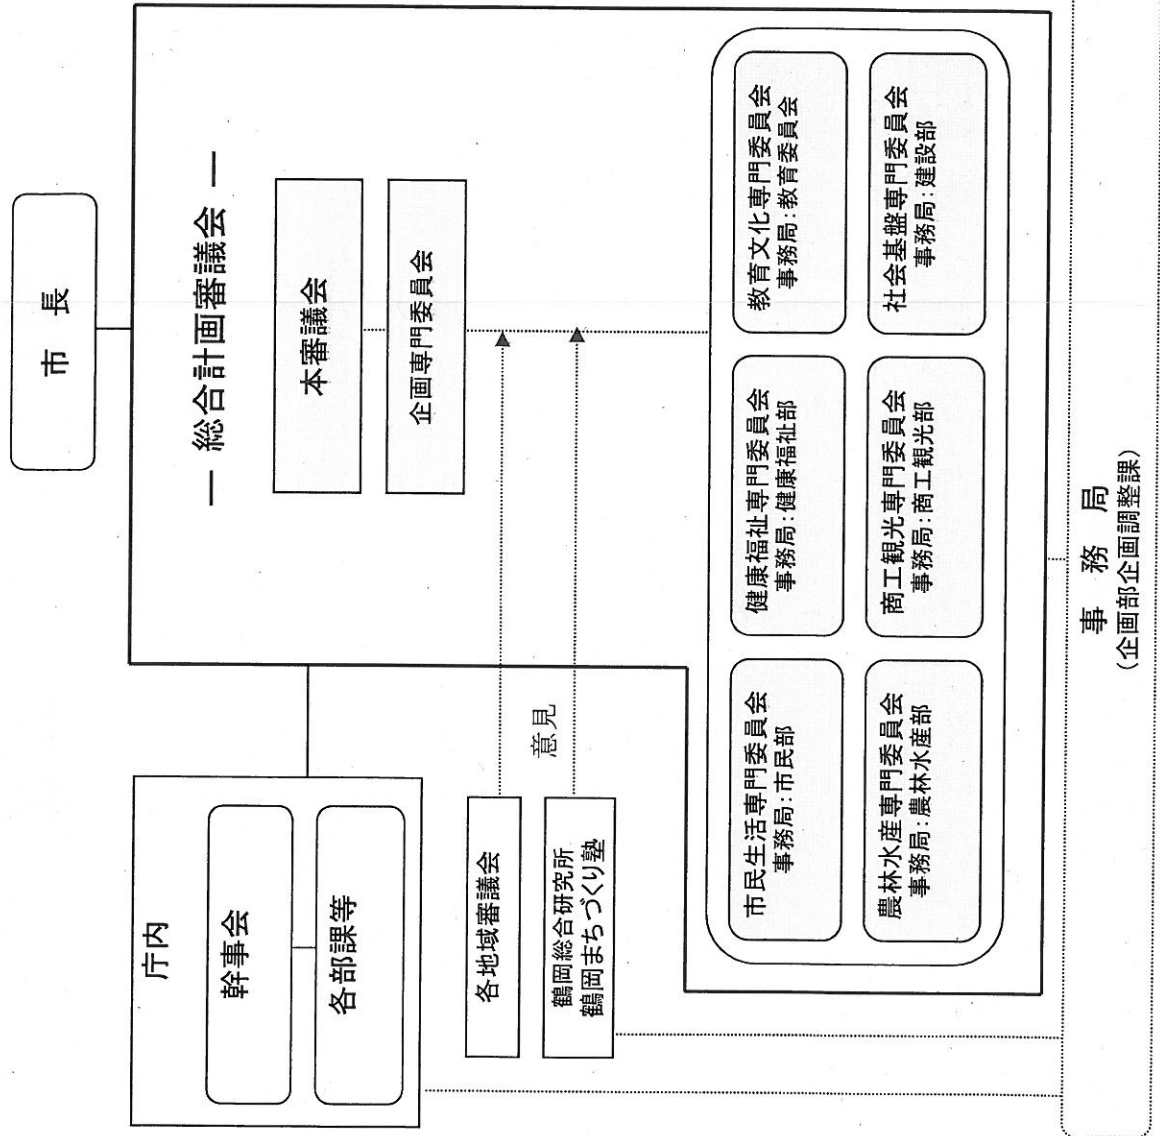 市 長
― 総合計画審議会 ―
本審議会
企画専門委員会
庁内
幹事会
各部課等
各地域審議会
意見
鶴岡総合研究所
鶴岡まちづくり塾
市民生活専門委員会
事務局:市民部
健康福祉専門委員会
事務局:健康福祉部
教育文化専門委員会
事務局:教育委員会
農林水産専門委員会
事務局:農林水産部
商工観光専門委員会
事務局:商工観光部
社会基盤専門委員会
事務局:建設部
事 務 局
(企画部企画調整課)